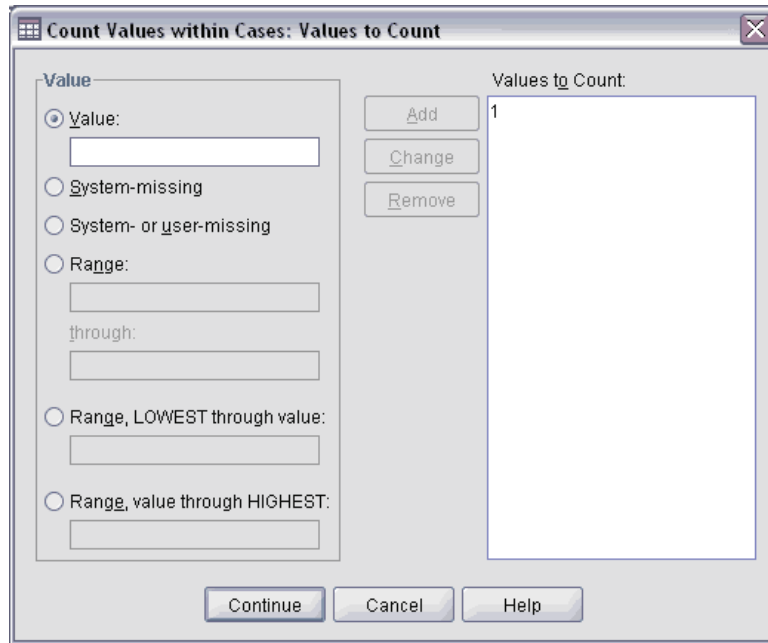 Count Values within Cases: Values to Count
Value
Value:
System-missing
System- or user-missing
Range:
through:
Range, LOWEST through value:
Range, value through HIGHEST:
Add
Change
Remove
Values to Count:
1
Continue
Cancel
Help